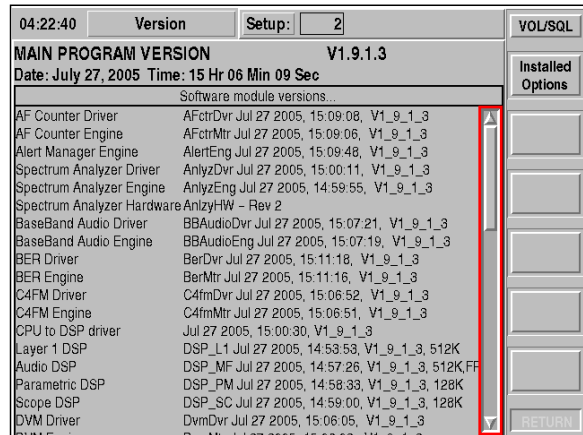 04:22:40 Version Setup: 2 VOL/SQL
MAIN PROGRAM VERSION V1.9.1.3
Date: July 27, 2005 Time: 15 Hr 06 Min 09 Sec
Installed
Options
Software module versions...
AF Counter Driver AFctrDvr Jul 27 2005, 15:09:08, V1_9_1_3
AF Counter Engine AFctrMtr Jul 27 2005, 15:09:06, V1_9_1_3
Alert Manager Engine AlertEng Jul 27 2005, 15:09:48, V1_9_1_3
Spectrum Analyzer Driver AnlyzDvr Jul 27 2005, 15:00:11, V1_9_1_3
Spectrum Analyzer Engine AnlyzEng Jul 27 2005, 14:59:55, V1_9_1_3
Spectrum Analyzer Hardware AnlzyHW – Rev 2
BaseBand Audio Driver BBAudioDvr Jul 27 2005, 15:07:21, V1_9_1_3
BaseBand Audio Engine BBAudioEng Jul 27 2005, 15:07:19, V1_9_1_3
BER Driver BerDvr Jul 27 2005, 15:11:18, V1_9_1_3
BER Engine BerMtr Jul 27 2005, 15:11:16, V1_9_1_3
C4FM Driver C4fmDvr Jul 27 2005, 15:06:52, V1_9_1_3
C4FM Engine C4fmMtr Jul 27 2005, 15:06:51, V1_9_1_3
CPU to DSP driver Jul 27 2005, 15:00:30, V1_9_1_3
Layer 1 DSP DSP_L1 Jul 27 2005, 14:53:53, V1_9_1_3, 512K
Audio DSP DSP_MF Jul 27 2005, 14:57:26, V1_9_1_3, 512K,FF
Parametric DSP DSP_PM Jul 27 2005, 14:58:33, V1_9_1_3, 128K
Scope DSP DSP_SC Jul 27 2005, 14:59:00, V1_9_1_3, 128K
DVM Driver DvmDvr Jul 27 2005, 15:06:05, V1_9_1_3
RETURN